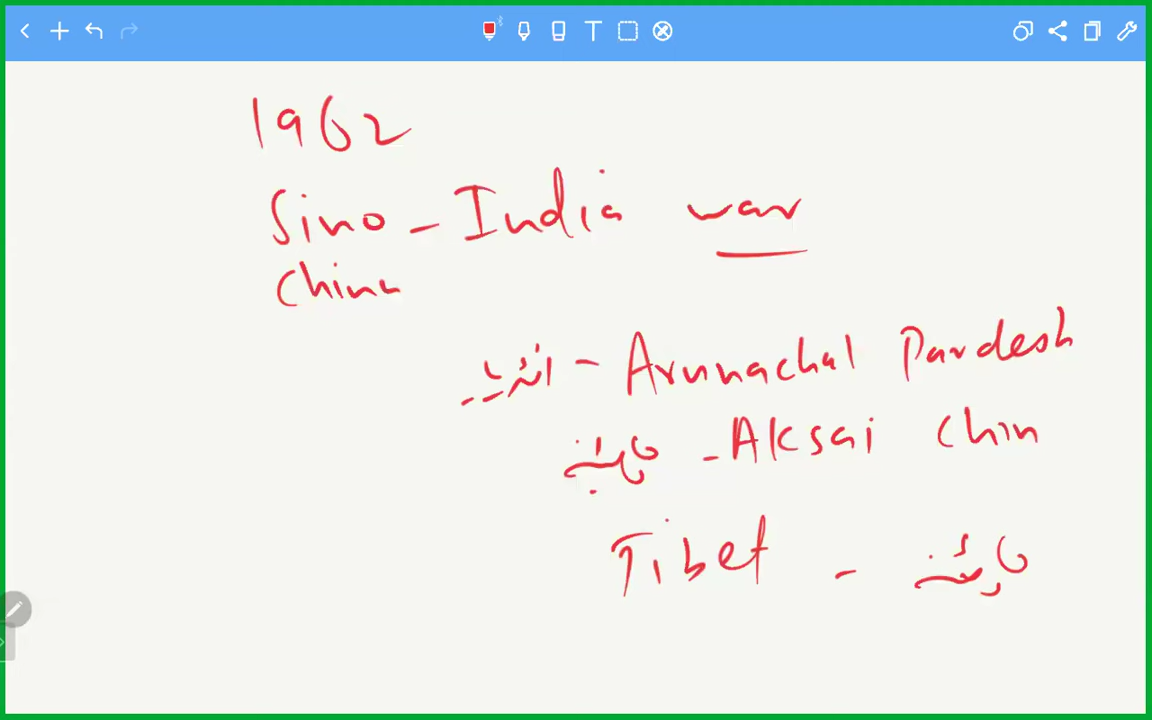 1962
Sino - India war
China
انڈیا - Arunachal Pardesh
چائنہ - Aksai Chin
Tibet - چائنہ